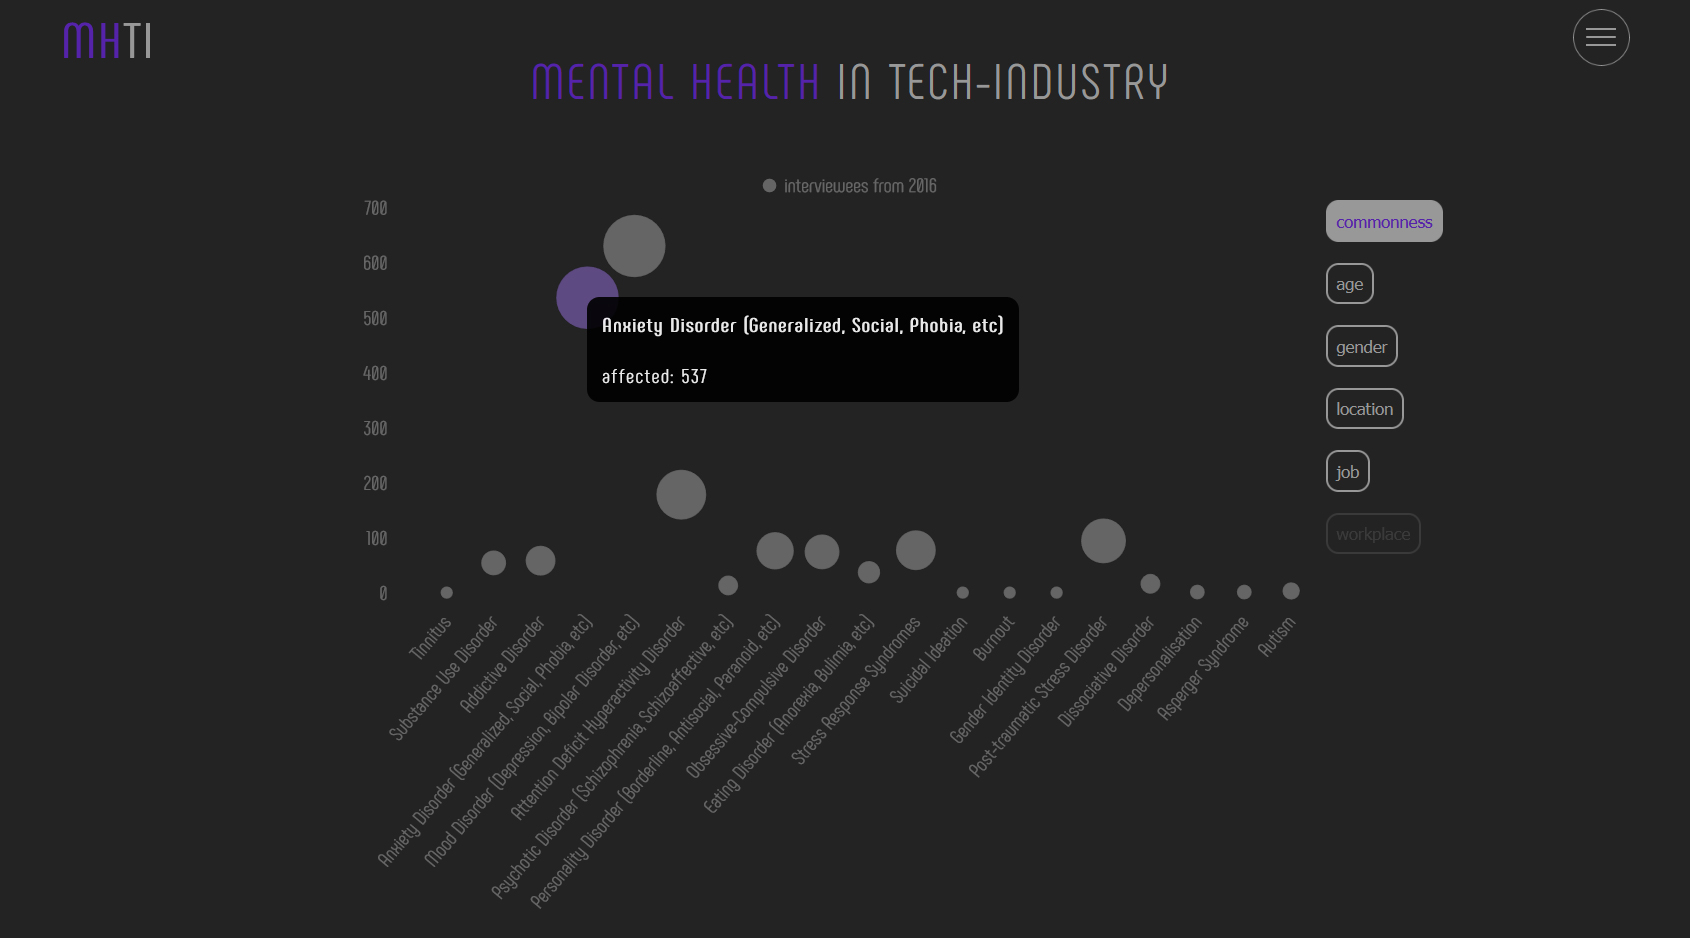 MHTI
MENTAL HEALTH IN TECH-INDUSTRY
interviewees from 2016
700
600
500
400
300
200
100
0
Anxiety Disorder (Generalized, Social, Phobia, etc)
affected: 537
Tinnitus
Substance Use Disorder
Addictive Disorder
Anxiety Disorder (Generalized, Social, Phobia, etc)
Mood Disorder (Depression, Bipolar Disorder, etc)
Attention Deficit Hyperactivity Disorder
Psychotic Disorder (Schizophrenia, Schizoaffective, etc)
Personality Disorder (Borderline, Antisocial, Paranoid, etc)
Obsessive-Compulsive Disorder
Eating Disorder (Anorexia, Bulimia, etc)
Stress Response Syndromes
Suicidal Ideation
Burnout
Gender Identity Disorder
Post-traumatic Stress Disorder
Dissociative Disorder
Depersonalisation
Asperger Syndrome
Autism
commonness
age
gender
location
job
workplace